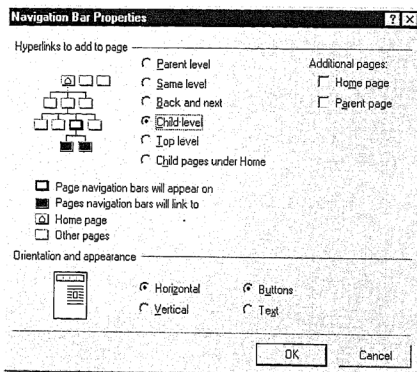 Navigation Bar Properties
Hyperlinks to add to page
Parent level
Same level
Back and next
Child level
Top level
Child pages under Home
Additional pages:
Home page
Parent page
Page navigation bars will appear on
Pages navigation bars will link to
Home page
Other pages
Orientation and appearance
Horizontal
Vertical
Buttons
Text
OK
Cancel